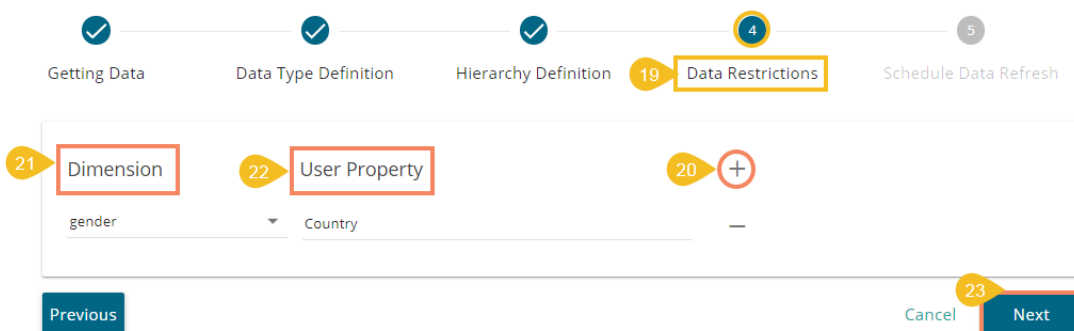 4 5
Getting Data Data Type Definition Hierarchy Definition 19 Data Restrictions Schedule Data Refresh
21 Dimension 22 User Property 20 +
gender Country −
23
Previous Cancel Next